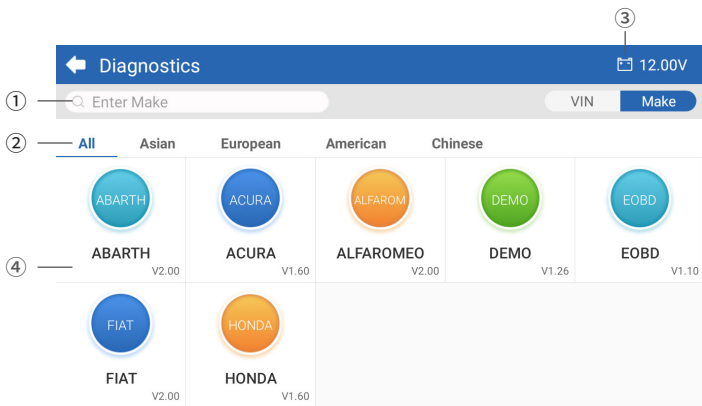 ③
Diagnostics 12.00V
① Enter Make VIN Make
② All Asian European American Chinese
ABARTH ACURA ALFAROM DEMO EOBD
ABARTH ACURA ALFAROMEO DEMO EOBD
④ V2.00 V1.60 V2.00 V1.26 V1.10
FIAT HONDA
FIAT HONDA
V2.00 V1.60